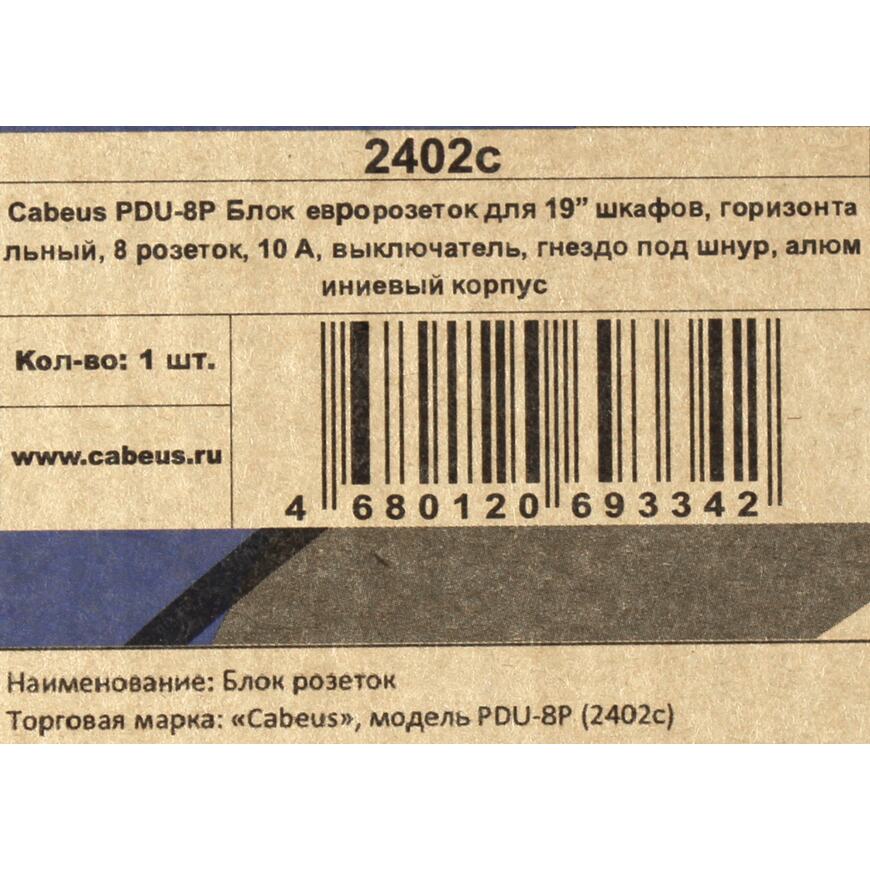 2402c
Cabeus PDU-8P Блок евророзеток для 19” шкафов, горизонта
льный, 8 розеток, 10 А, выключатель, гнездо под шнур, алюм
иниевый корпус
Кол-во: 1 шт.
www.cabeus.ru
4 680120 693342
Наименование: Блок розеток
Торговая марка: «Cabeus», модель PDU-8P (2402c)